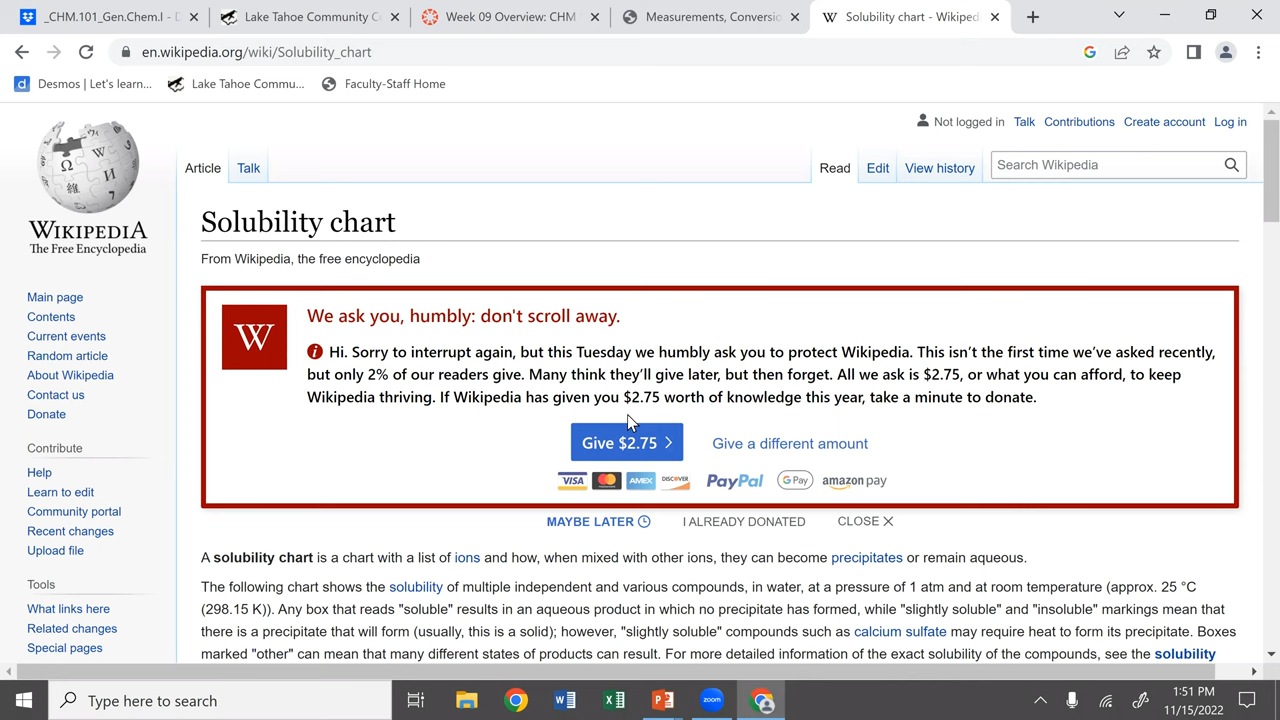 _CHM.101_Gen.Chem.I - D
Lake Tahoe Community C
Week 09 Overview: CHM
Measurements, Conversio
Solubility chart - Wikiped
en.wikipedia.org/wiki/Solubility_chart
Desmos | Let's learn...
Lake Tahoe Commu...
Faculty-Staff Home
Not logged in Talk Contributions Create account Log in
Article Talk Read Edit View history Search Wikipedia
WIKIPEDIA
The Free Encyclopedia
Solubility chart
From Wikipedia, the free encyclopedia
Main page
Contents
Current events
Random article
About Wikipedia
Contact us
Donate
Contribute
Help
Learn to edit
Community portal
Recent changes
Upload file
Tools
What links here
Related changes
Special pages
W
We ask you, humbly: don't scroll away.
Hi. Sorry to interrupt again, but this Tuesday we humbly ask you to protect Wikipedia. This isn't the first time we've asked recently,
but only 2% of our readers give. Many think they'll give later, but then forget. All we ask is $2.75, or what you can afford, to keep
Wikipedia thriving. If Wikipedia has given you $2.75 worth of knowledge this year, take a minute to donate.
Give $2.75 Give a different amount
VISA AMEX DISCOVER PayPal G Pay amazon pay
MAYBE LATER I ALREADY DONATED CLOSE
A solubility chart is a chart with a list of ions and how, when mixed with other ions, they can become precipitates or remain aqueous.
The following chart shows the solubility of multiple independent and various compounds, in water, at a pressure of 1 atm and at room temperature (approx. 25 °C
(298.15 K)). Any box that reads "soluble" results in an aqueous product in which no precipitate has formed, while "slightly soluble" and "insoluble" markings mean that
there is a precipitate that will form (usually, this is a solid); however, "slightly soluble" compounds such as calcium sulfate may require heat to form its precipitate. Boxes
marked "other" can mean that many different states of products can result. For more detailed information of the exact solubility of the compounds, see the solubility
Type here to search
zoom
1:51 PM
11/15/2022